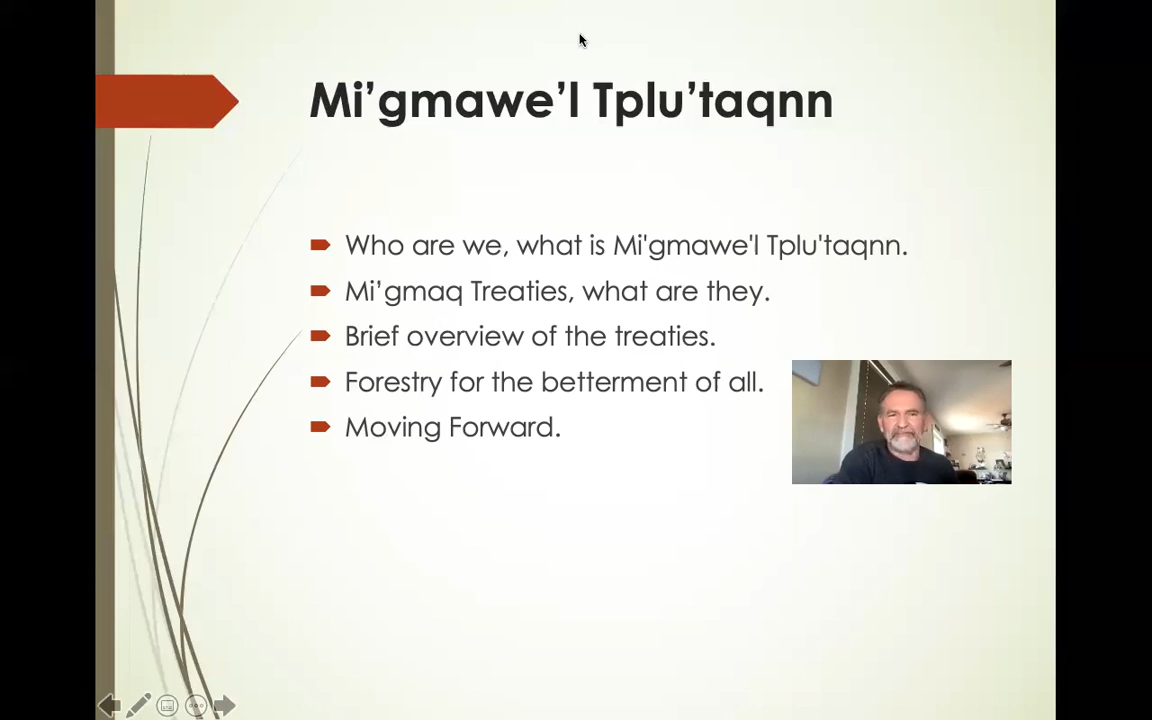 Mi’gmawe’l Tplu’taqnn
Who are we, what is Mi'gmawe'l Tplu'taqnn.
Mi’gmaq Treaties, what are they.
Brief overview of the treaties.
Forestry for the betterment of all.
Moving Forward.